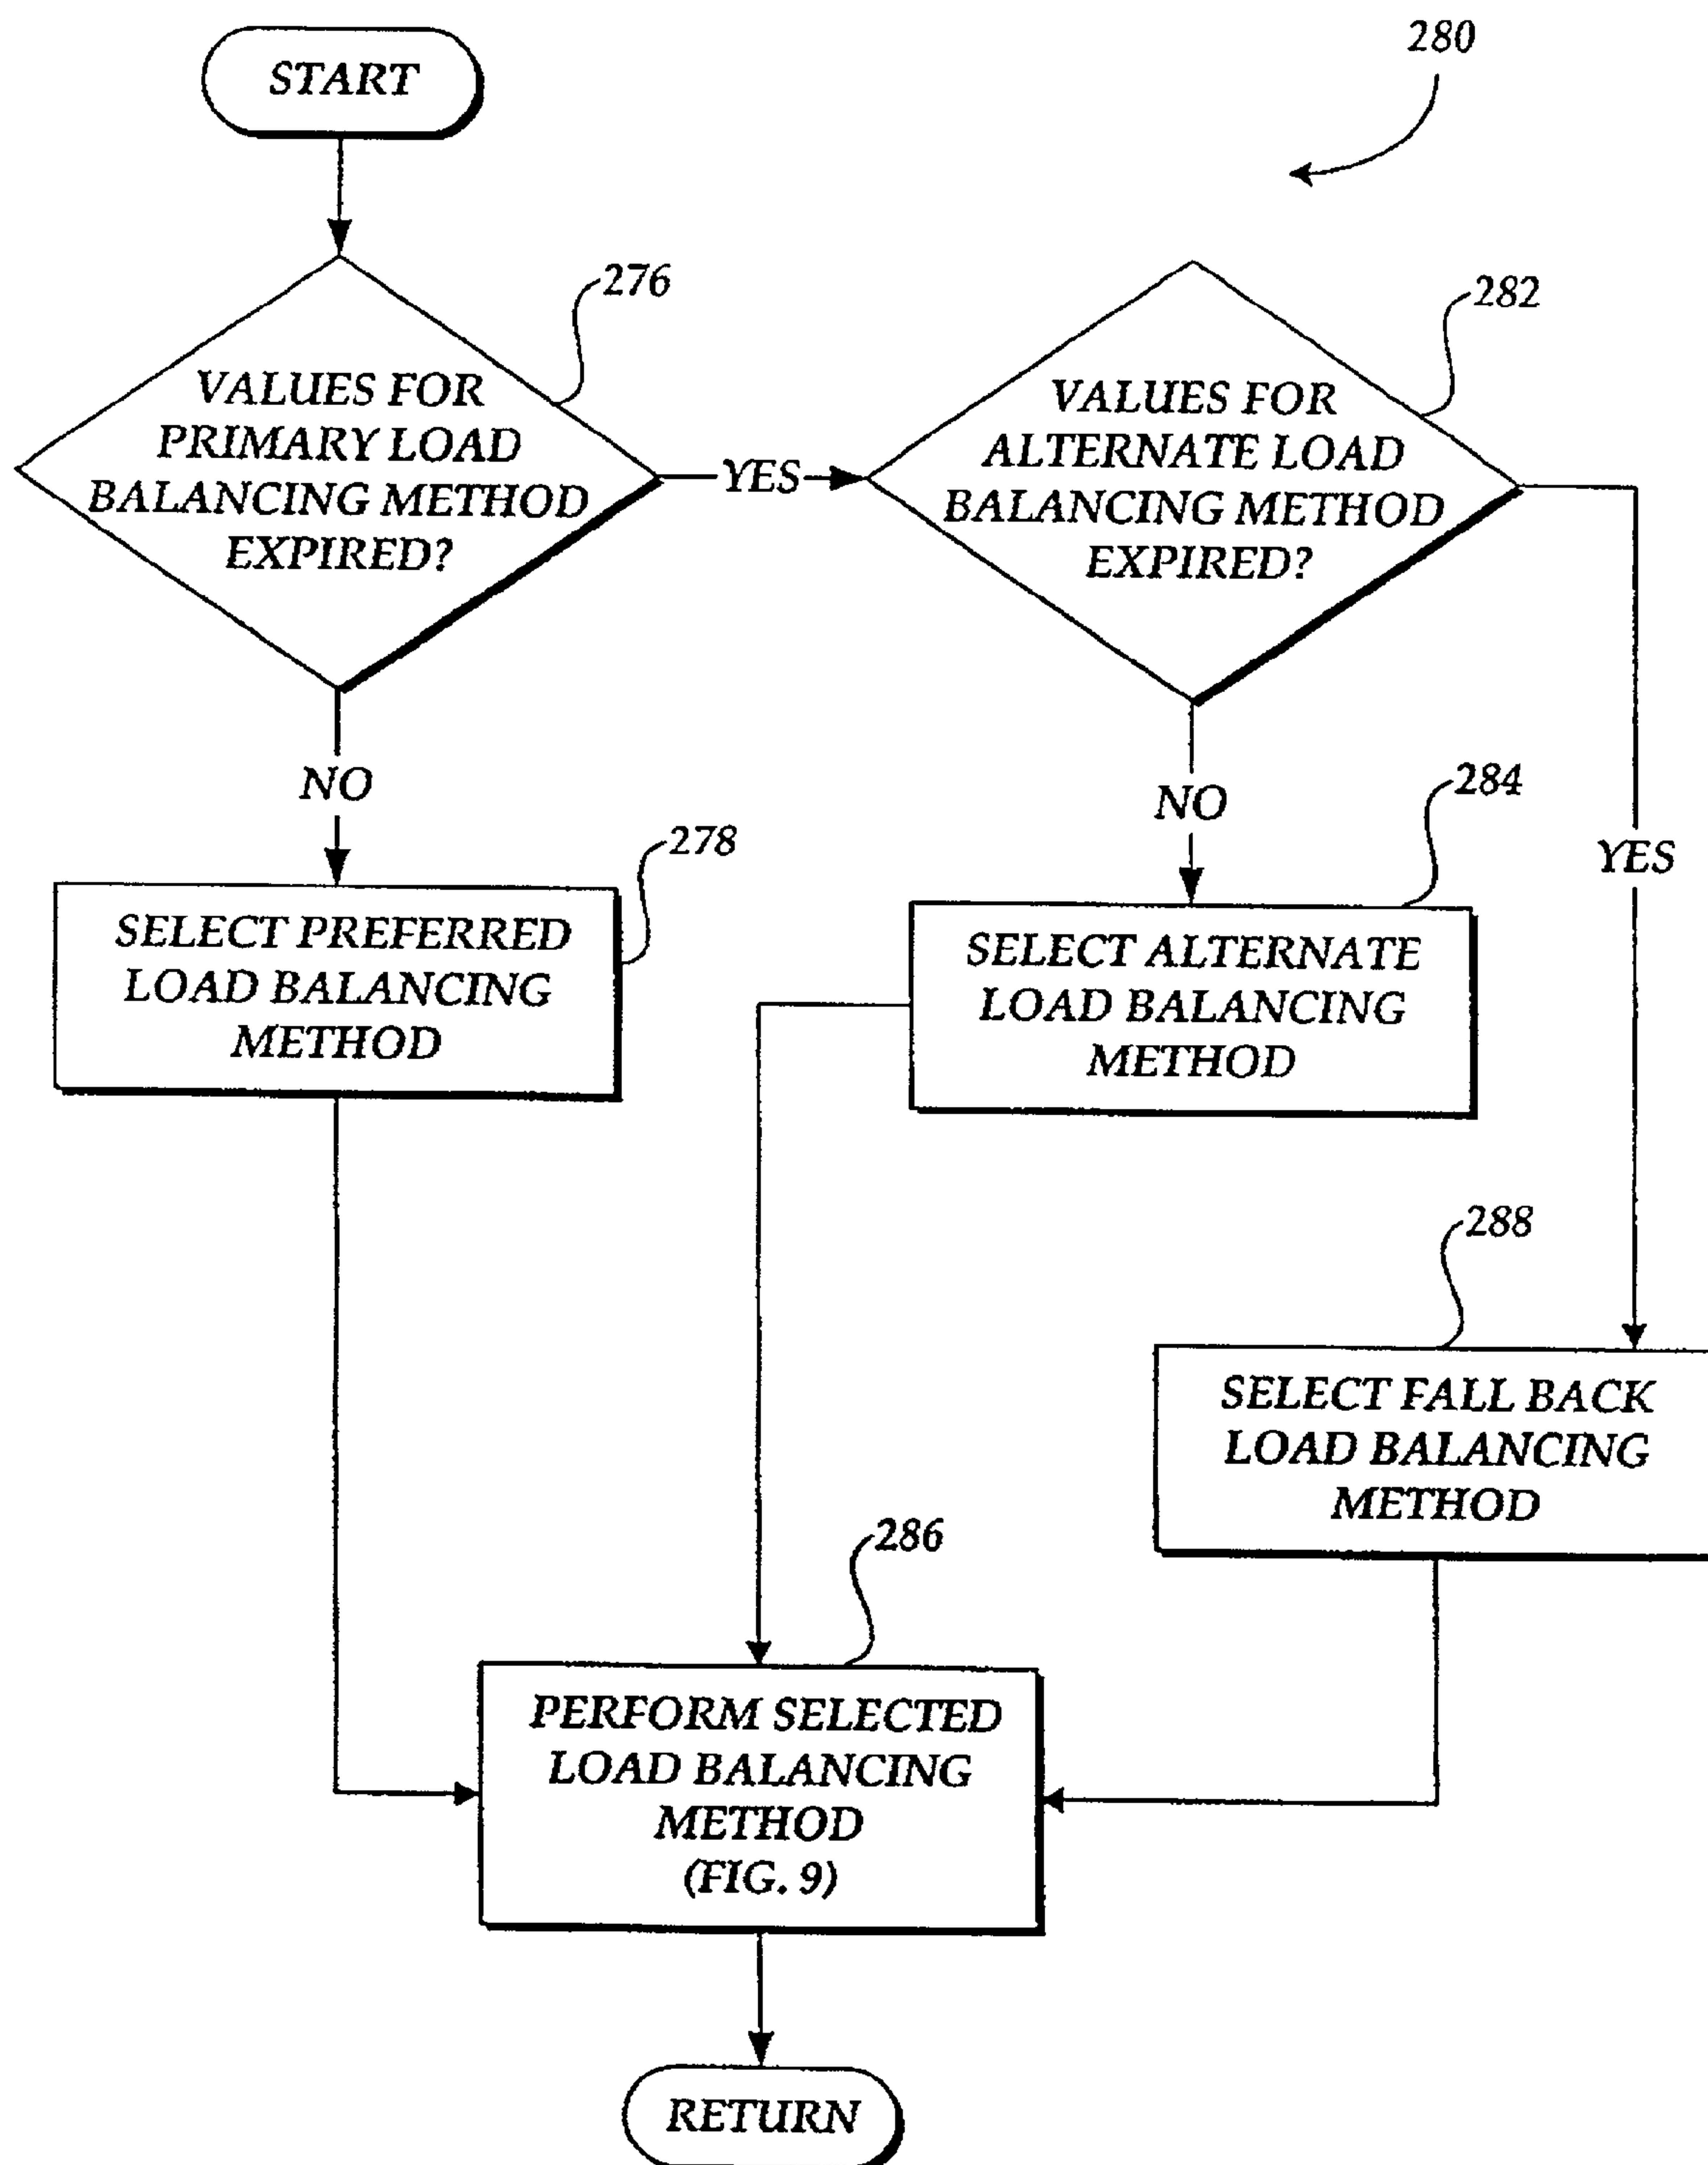 START
280
276
VALUES FOR
PRIMARY LOAD
BALANCING METHOD
EXPIRED?
YES
282
VALUES FOR
ALTERNATE LOAD
BALANCING METHOD
EXPIRED?
NO
278
SELECT PREFERRED
LOAD BALANCING
METHOD
NO
284
SELECT ALTERNATE
LOAD BALANCING
METHOD
YES
288
SELECT FALL BACK
LOAD BALANCING
METHOD
286
PERFORM SELECTED
LOAD BALANCING
METHOD
(FIG. 9)
RETURN